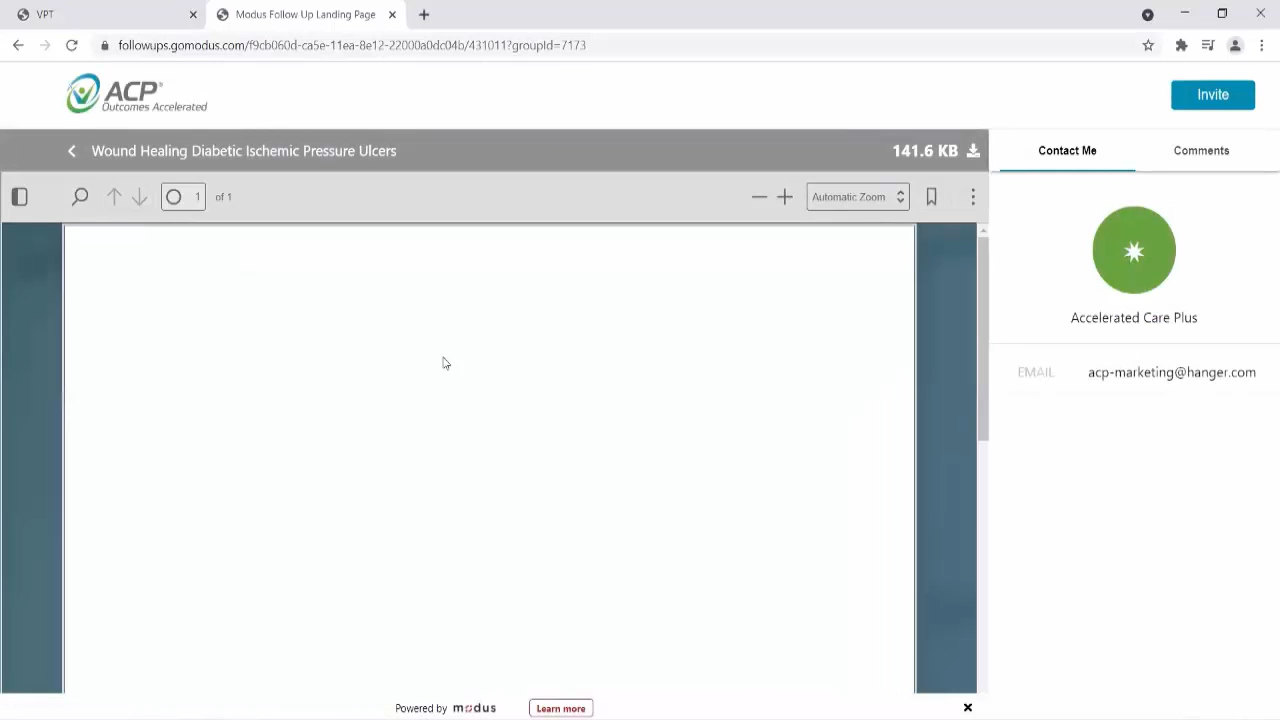 VPT
Modus Follow Up Landing Page
followups.gomodus.com/f9cb060d-ca5e-11ea-8e12-22000a0dc04b/431011?groupId=7173
ACP®
Outcomes Accelerated
Invite
Wound Healing Diabetic Ischemic Pressure Ulcers
141.6 KB
Contact Me
Comments
1
of 1
Automatic Zoom
Accelerated Care Plus
EMAIL
acp-marketing@hanger.com
Powered by modus
Learn more